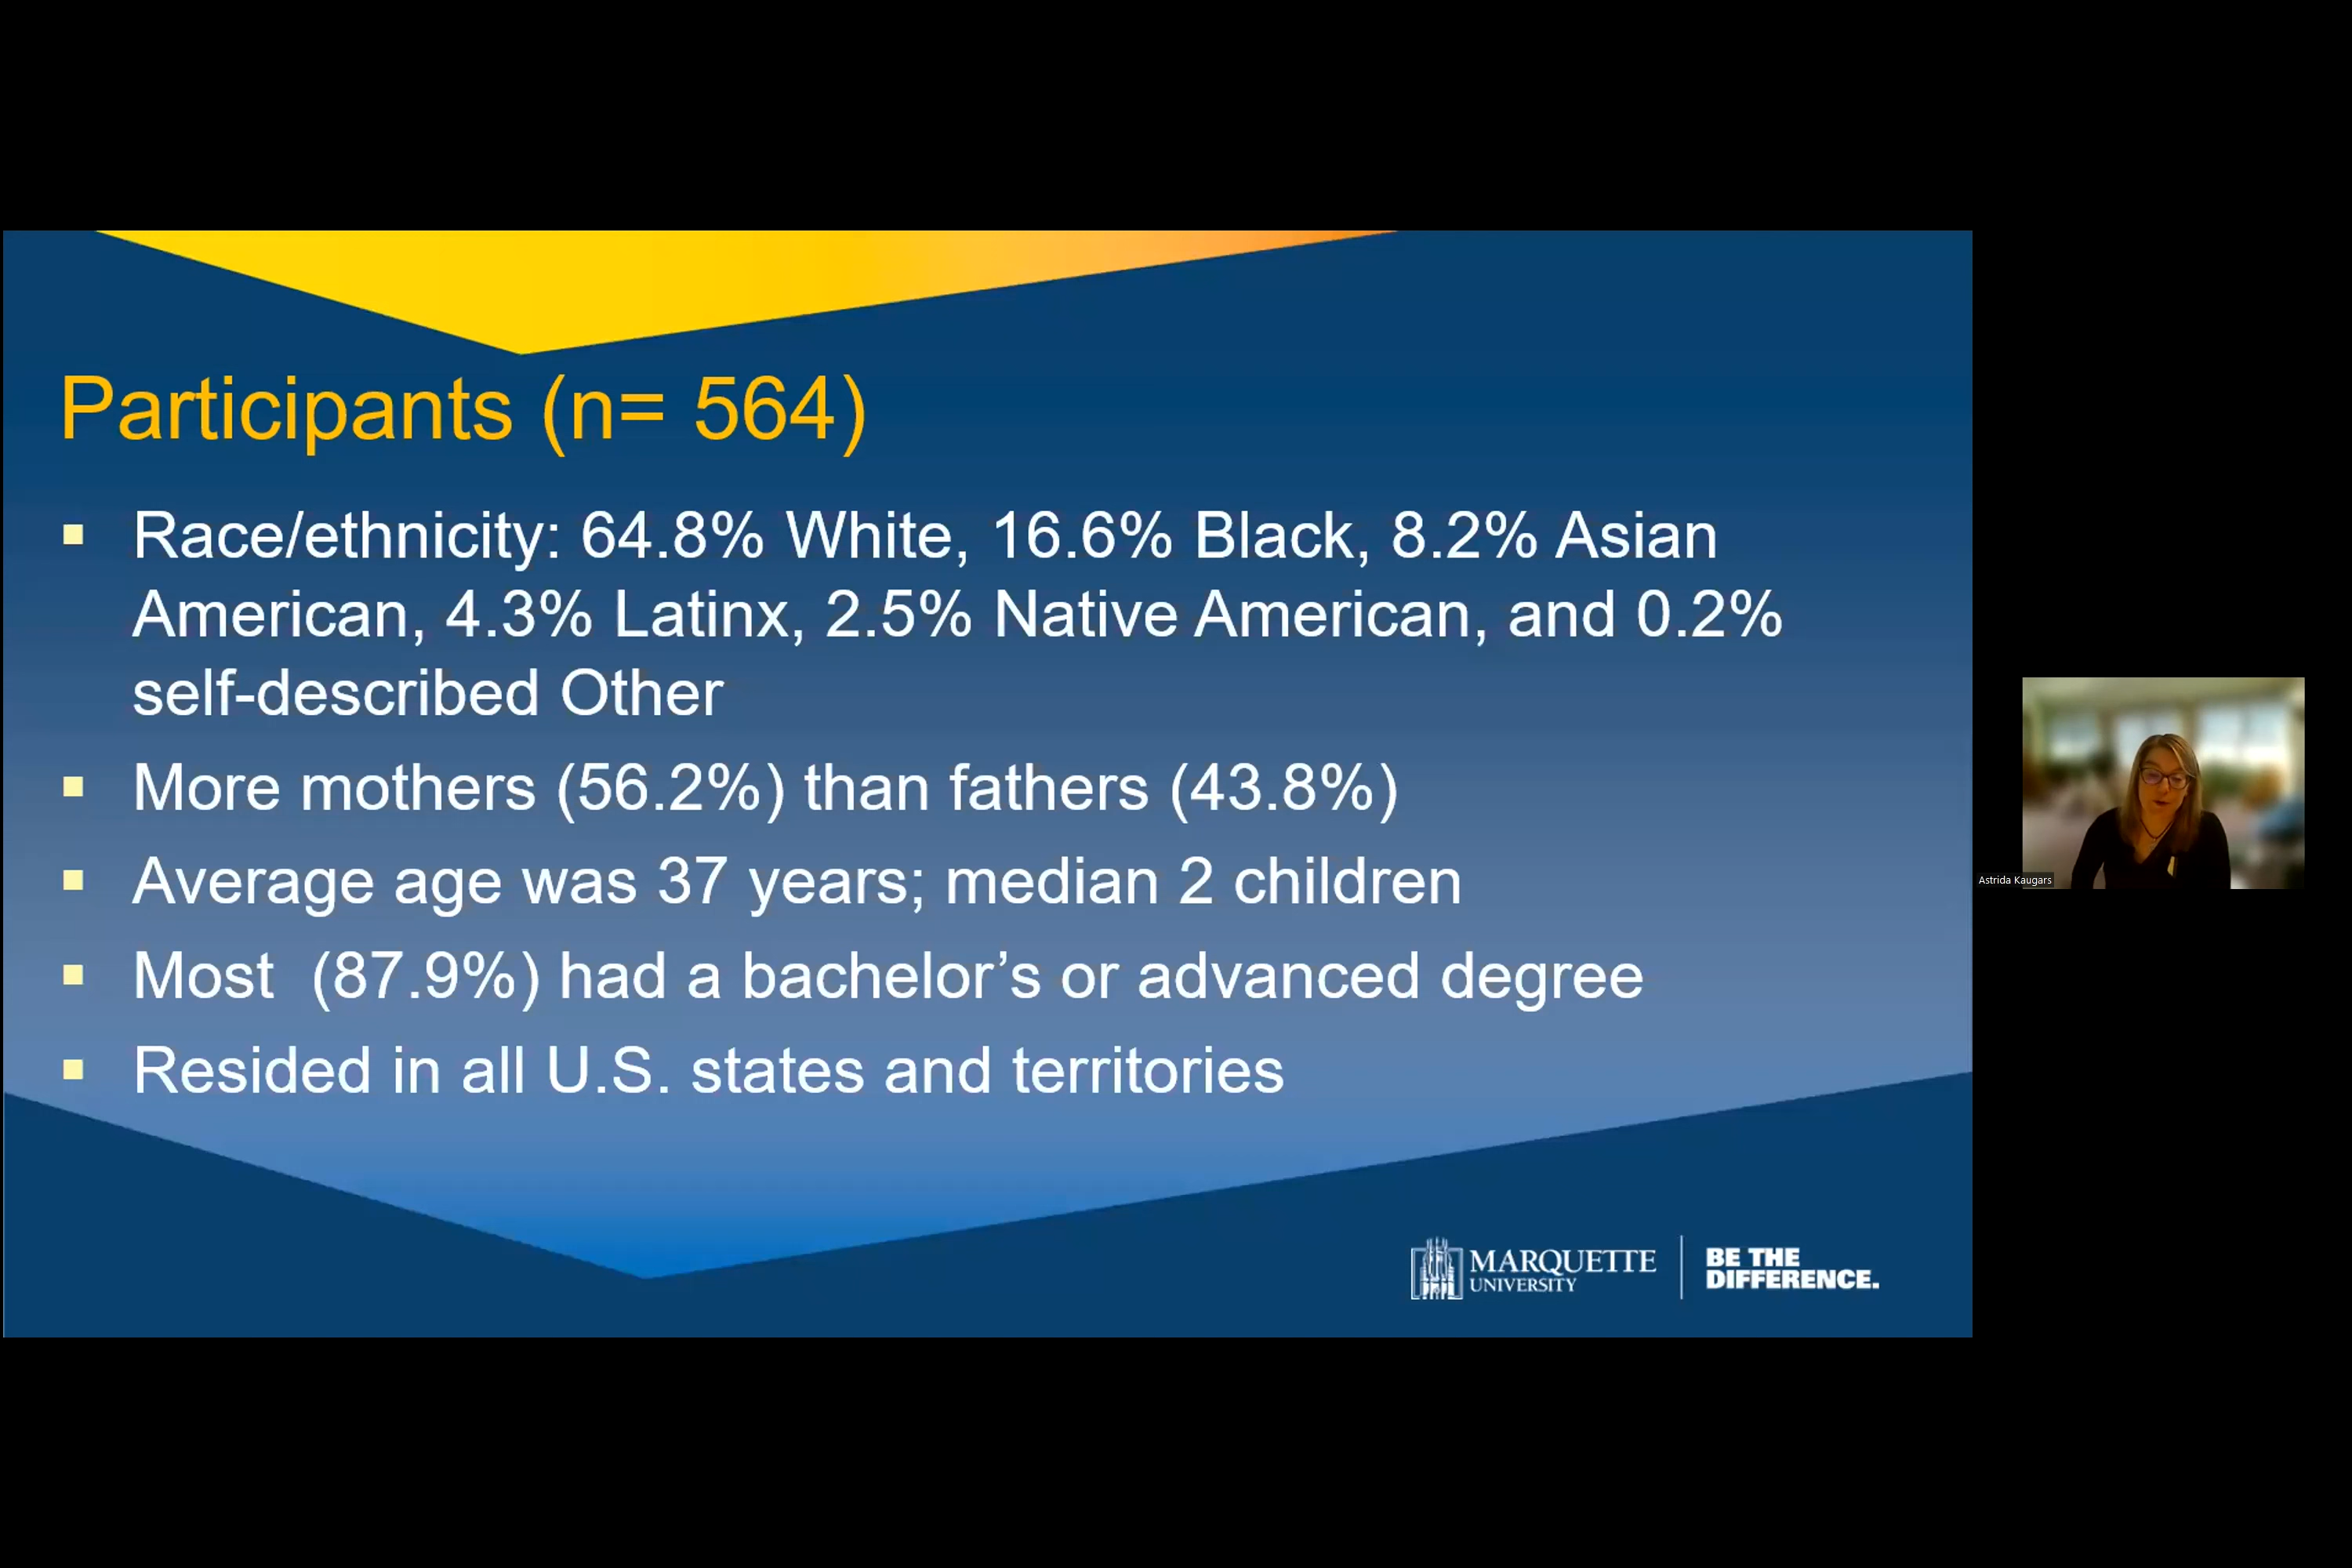 Participants (n= 564)
▪ Race/ethnicity: 64.8% White, 16.6% Black, 8.2% Asian
American, 4.3% Latinx, 2.5% Native American, and 0.2%
self-described Other
▪ More mothers (56.2%) than fathers (43.8%)
▪ Average age was 37 years; median 2 children
▪ Most  (87.9%) had a bachelor’s or advanced degree
▪ Resided in all U.S. states and territories
MARQUETTE
UNIVERSITY
BE THE
DIFFERENCE.
Astrida Kaugars